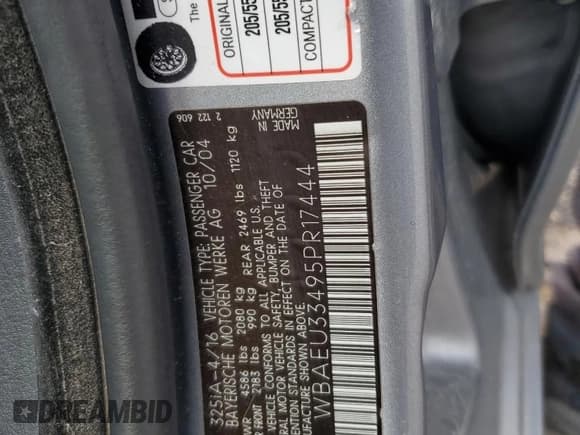 The
ORIGINAL
205/55
205/55
COMPACT
MADE IN
GERMANY
2 122 606
325iA-4/16 VEHICLE TYPE: PASSENGER CAR
BAYERISCHE MOTOREN WERKE AG 10/04
4586 lbs 2080 kg REAR 2469 lbs 1120 kg
FRONT 2183 lbs 990 kg
VEHICLE CONFORMS TO ALL APPLICABLE U.S.
MOTOR VEHICLE SAFETY, BUMPER AND THEFT
STANDARDS IN EFFECT ON THE DATE OF
SHOWN ABOVE.
WBAEU33495PR17444
DREAMBID